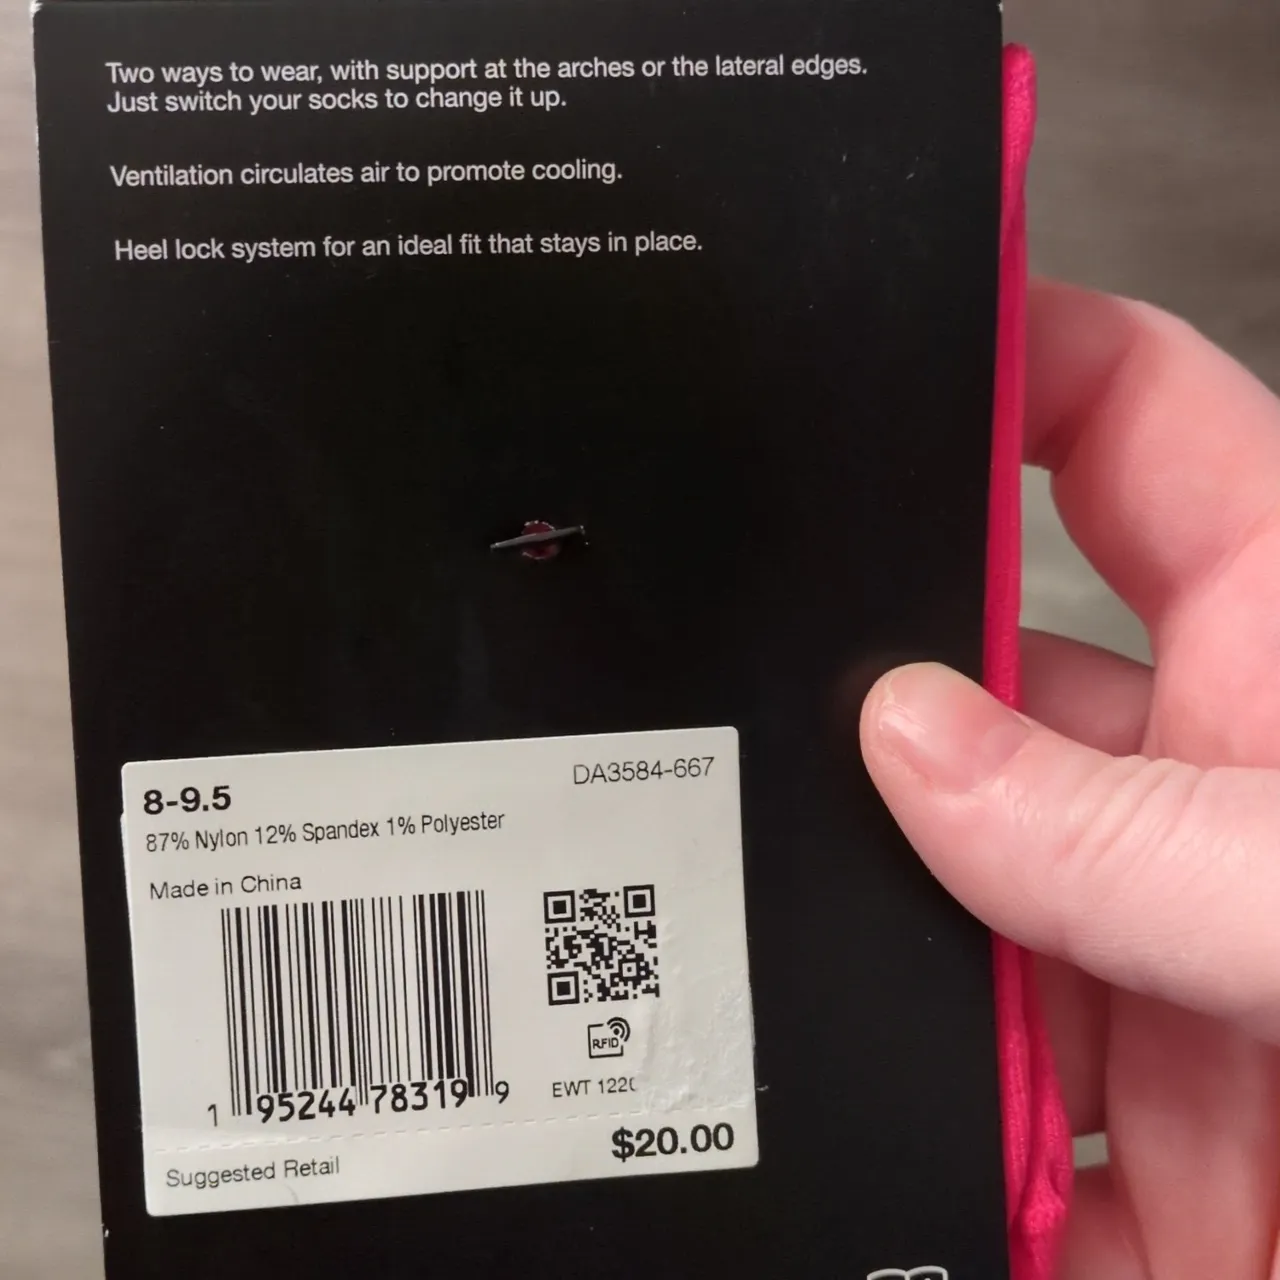 Two ways to wear, with support at the arches or the lateral edges.
Just switch your socks to change it up.
Ventilation circulates air to promote cooling.
Heel lock system for an ideal fit that stays in place.
8-9.5
DA3584-667
87% Nylon 12% Spandex 1% Polyester
Made in China
RFID
EWT
1 95244 78319 9
$20.00
Suggested Retail